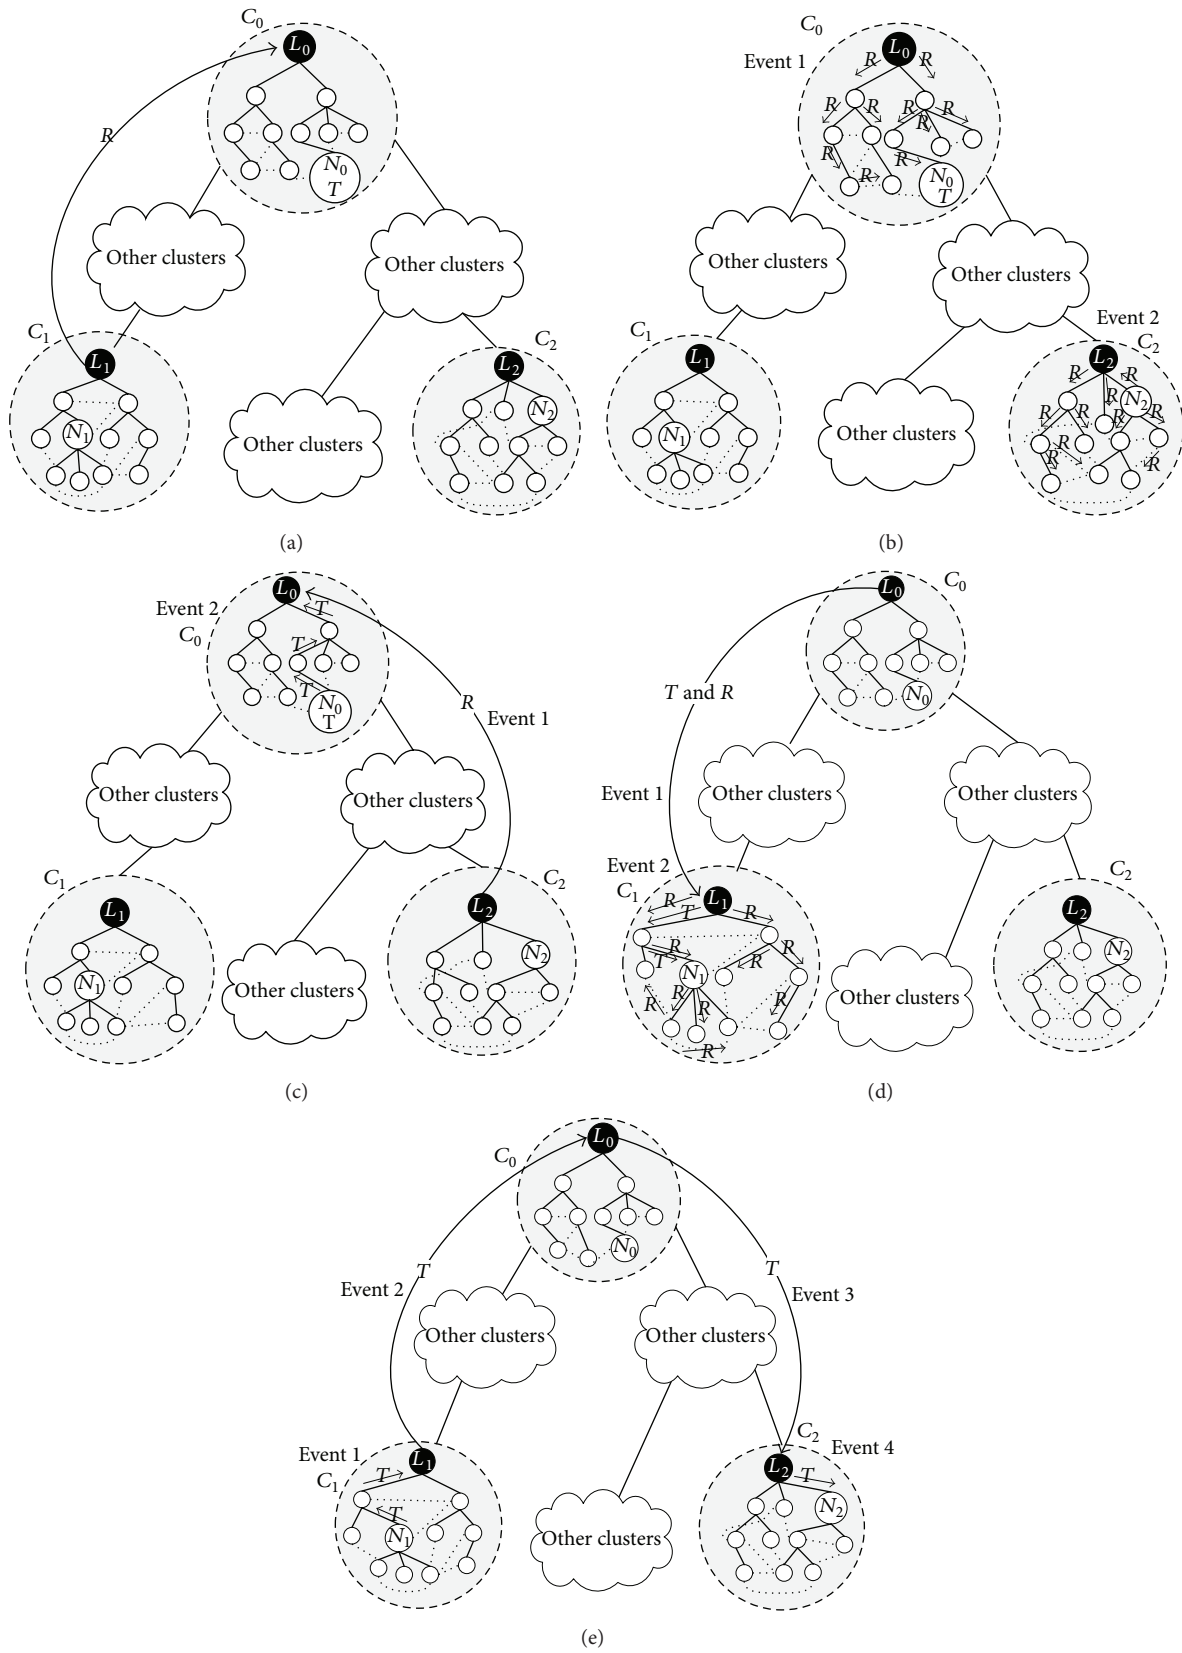 C0
L0
R
N0
T
Other clusters
Other clusters
C1
L1
N1
C2
L2
N2
Other clusters
(a)
C0
Event 1
L0
R R
R R R R
R
R R
R
N0
T
Other clusters
Other clusters
Event 2
C1
L1
N1
C2
L2
R R
R N2
R R R R
R R
R
Other clusters
(b)
L0
Event 2
C0
T
T
T
N0
T
R
Event 1
Other clusters
Other clusters
C1
L1
N1
C2
L2
N2
Other clusters
(c)
L0
C0
T and R
N0
Event 1
Other clusters
Other clusters
Event 2
C1
L1
R
T R
R R
T R
N1
R R R R
R
C2
L2
N2
Other clusters
(d)
L0
C0
N0
T
Event 2
T
Event 3
Other clusters
Other clusters
Event 1
C1
L1
T
T
N1
C2
Event 4
L2
T
N2
Other clusters
(e)